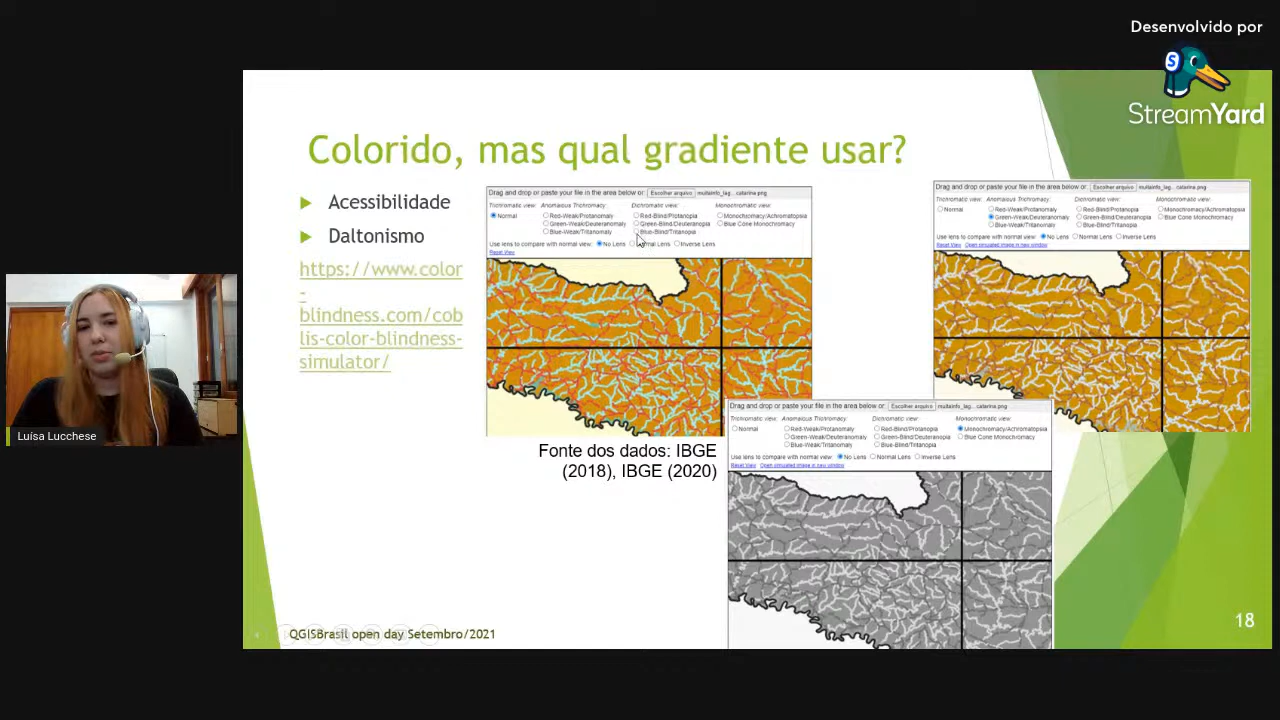 Desenvolvido por
StreamYard
Colorido, mas qual gradiente usar?
Acessibilidade
Daltonismo
https://www.color
-
blindness.com/cob
lis-color-blindness-
simulator/
Drag and drop or paste your file in the area below or: Escolher arquivo muitainfo_lag...catarina.png
Trichromatic view: Anomalous Trichromacy: Dichromatic view: Monochromatic view:
Normal Red-Weak/Protanomaly Red-Blind/Protanopia Monochromacy/Achromatopsia
Green-Weak/Deuteranomaly Green-Blind/Deuteranopia Blue Cone Monochromacy
Blue-Weak/Tritanomaly Blue-Blind/Tritanopia
Use lens to compare with normal view: No Lens Normal Lens Inverse Lens
Reset View
Drag and drop or paste your file in the area below or: Escolher arquivo muitainfo_lag...catarina.png
Trichromatic view: Anomalous Trichromacy: Dichromatic view: Monochromatic view:
Normal Red-Weak/Protanomaly Red-Blind/Protanopia Monochromacy/Achromatopsia
Green-Weak/Deuteranomaly Green-Blind/Deuteranopia Blue Cone Monochromacy
Blue-Weak/Tritanomaly Blue-Blind/Tritanopia
Use lens to compare with normal view: No Lens Normal Lens Inverse Lens
Reset View Open simulated image in new window
Drag and drop or paste your file in the area below or: Escolher arquivo muitainfo_lag...catarina.png
Trichromatic view: Anomalous Trichromacy: Dichromatic view: Monochromatic view:
Normal Red-Weak/Protanomaly Red-Blind/Protanopia Monochromacy/Achromatopsia
Green-Weak/Deuteranomaly Green-Blind/Deuteranopia Blue Cone Monochromacy
Blue-Weak/Tritanomaly Blue-Blind/Tritanopia
Use lens to compare with normal view: No Lens Normal Lens Inverse Lens
Reset View Open simulated image in new window
Fonte dos dados: IBGE
(2018), IBGE (2020)
Luísa Lucchese
QGISBrasil open day Setembro/2021
18